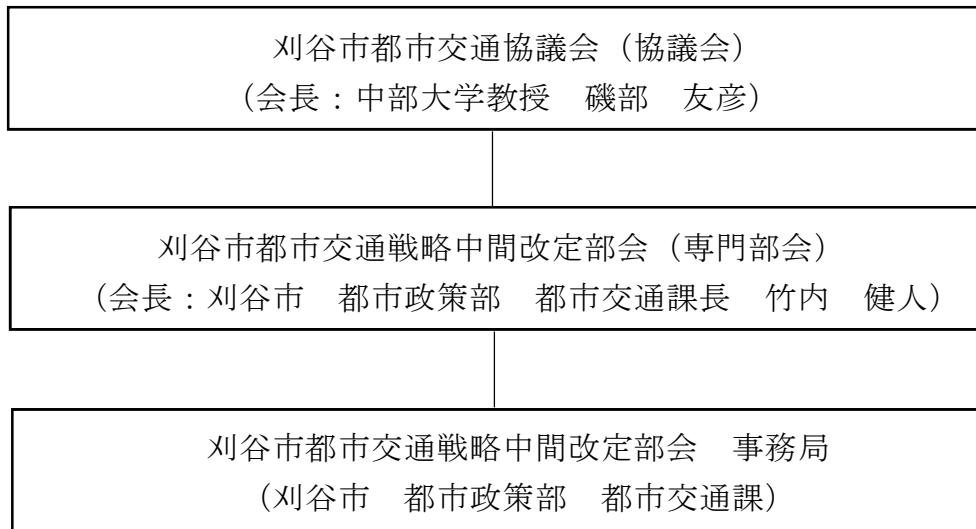 刈谷市都市交通協議会（協議会）
（会長：中部大学教授　磯部　友彦）
刈谷市都市交通戦略中間改定部会（専門部会）
（会長：刈谷市　都市政策部　都市交通課長　竹内　健人）
刈谷市都市交通戦略中間改定部会　事務局
（刈谷市　都市政策部　都市交通課）